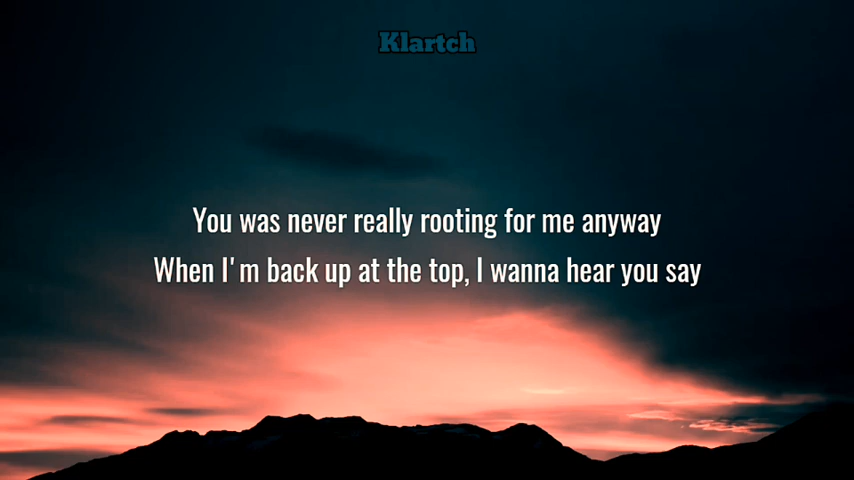 Klartch
You was never really rooting for me anyway
When I'm back up at the top, I wanna hear you say